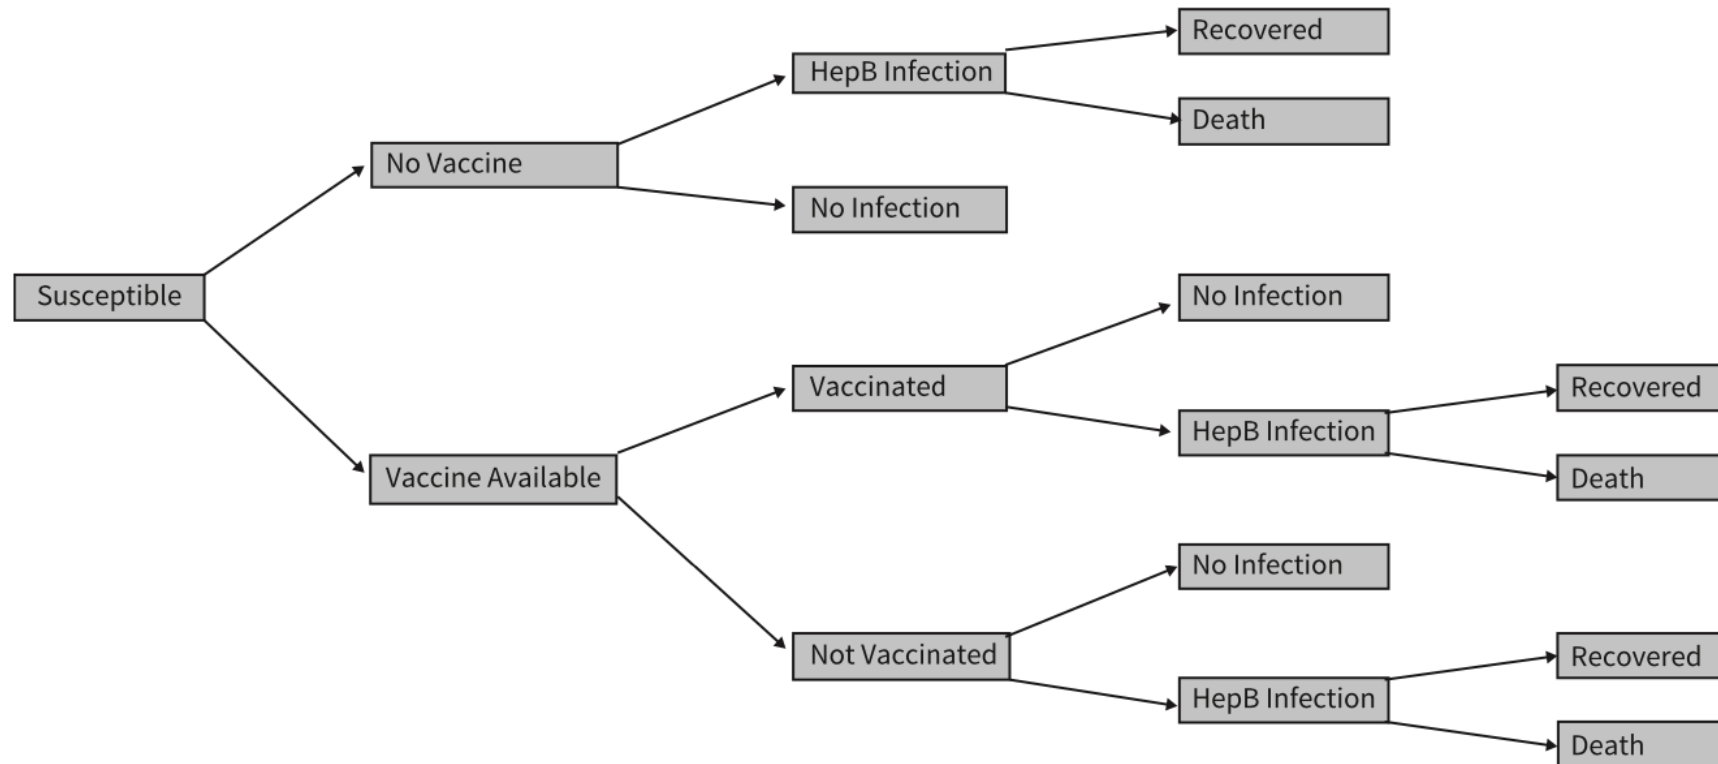 Recovered
HepB Infection
Death
No Vaccine
No Infection
Susceptible
No Infection
Vaccinated
Recovered
HepB Infection
Vaccine Available
Death
No Infection
Not Vaccinated
Recovered
HepB Infection
Death